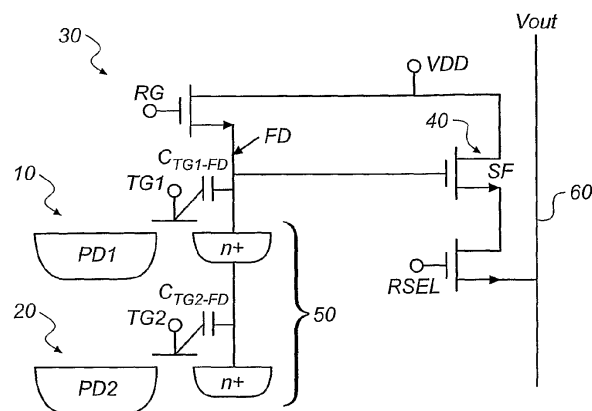 Vout
30
VDD
RG
FD
40
C_TG1-FD
10
TG1
SF
60
PD1
n+
RSEL
50
C_TG2-FD
20
TG2
PD2
n+